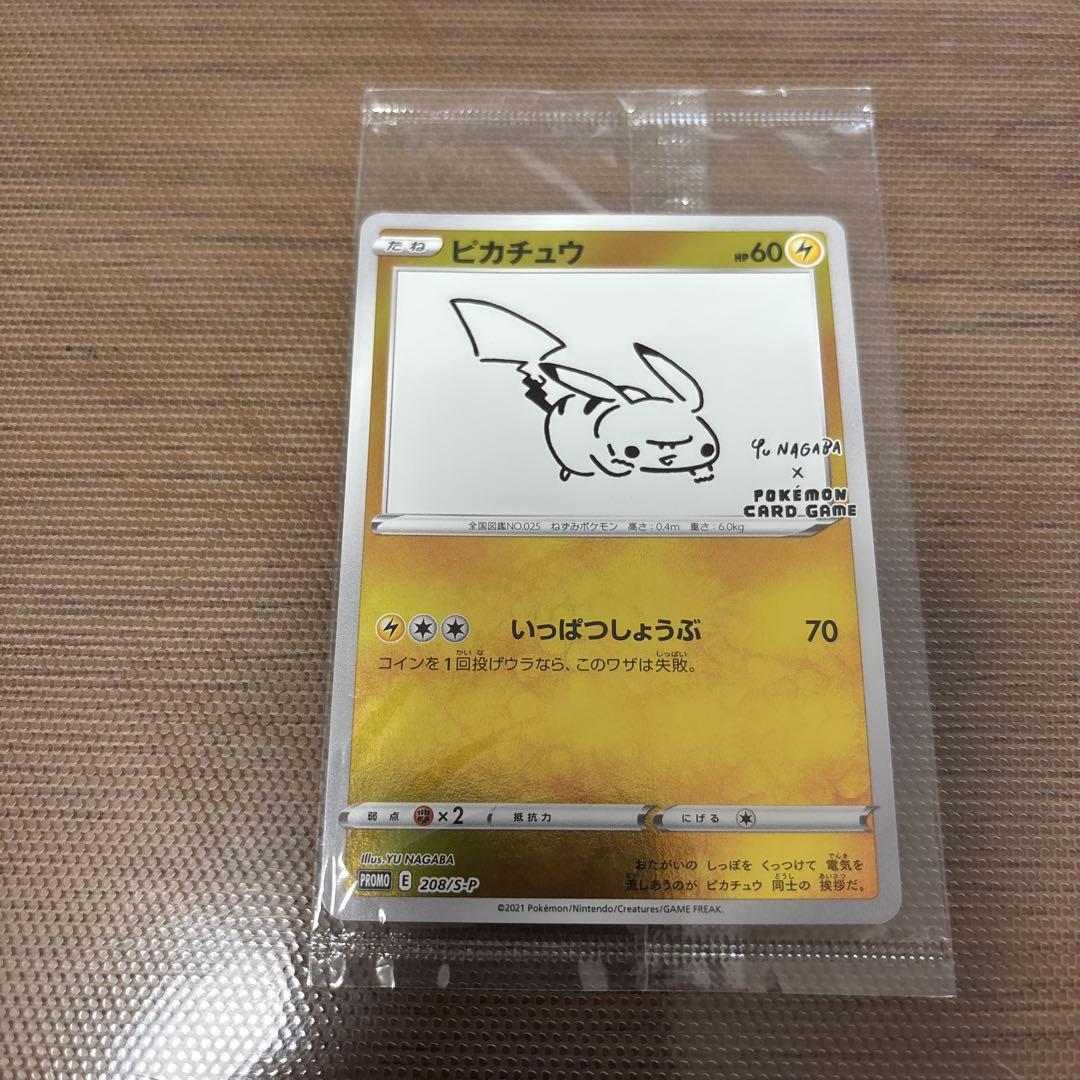 たね ピカチュウ HP60
Yu NAGABA
×
POKÉMON
CARD GAME
全国図鑑NO.025 ねずみポケモン 高さ:0.4m 重さ:6.0kg
いっぱつしょうぶ 70
コインを1回投げウラなら、このワザは失敗。
弱点 ×2 抵抗力 にげる
Illus.YU NAGABA
PROMO E 208/S-P
おたがいの しっぽを くっつけて 電気を
流しあうのが ピカチュウ 同士の 挨拶だ。
©2021 Pokémon/Nintendo/Creatures/GAME FREAK.